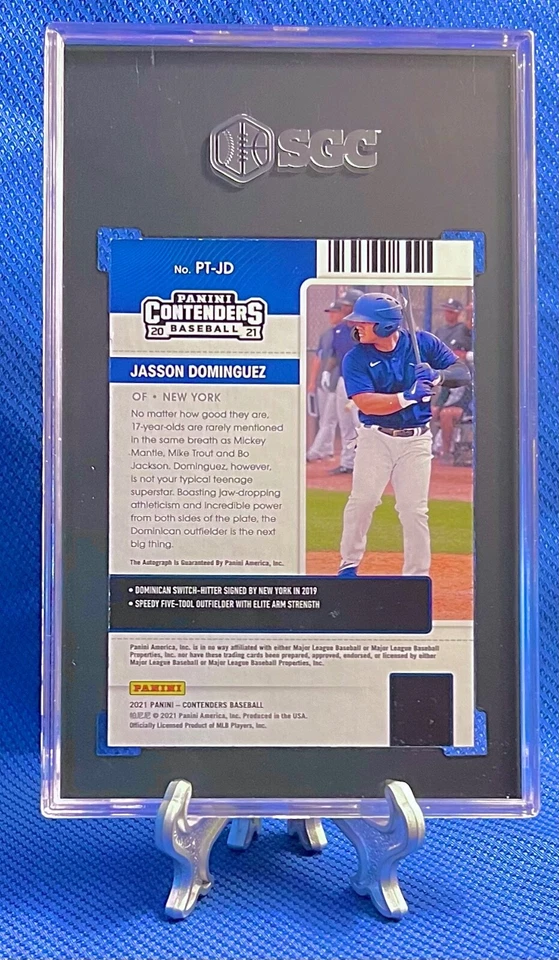 SGC
No. PT-JD
PANINI
CONTENDERS
20 BASEBALL 21
JASSON DOMINGUEZ
OF • NEW YORK
No matter how good they are,
17-year-olds are rarely mentioned
in the same breath as Mickey
Mantle, Mike Trout and Bo
Jackson. Dominguez, however,
is not your typical teenage
superstar. Boasting jaw-dropping
athleticism and incredible power
from both sides of the plate, the
Dominican outfielder is the next
big thing.
The Autograph is Guaranteed By Panini America, Inc.
• DOMINICAN SWITCH-HITTER SIGNED BY NEW YORK IN 2019
• SPEEDY FIVE-TOOL OUTFIELDER WITH ELITE ARM STRENGTH
Panini America, Inc. is in no way affiliated with either Major League Baseball or Major League Baseball
Properties, Inc. nor have these trading cards been prepared, approved, endorsed, or licensed by either
Major League Baseball or Major League Baseball Properties, Inc.
PANINI
2021 PANINI – CONTENDERS BASEBALL
帕尼尼 © 2021 Panini America, Inc. Produced in the USA.
Officially Licensed Product of MLB Players, Inc.